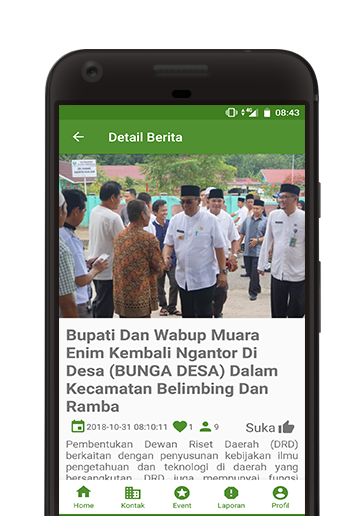 4G 08:43
Detail Berita
Bupati Dan Wabup Muara
Enim Kembali Ngantor Di
Desa (BUNGA DESA) Dalam
Kecamatan Belimbing Dan
Ramba
2018-10-31 08:10:11 1 9 Suka
Pembentukan Dewan Riset Daerah (DRD)
berkaitan dengan penyusunan kebijakan ilmu
pengetahuan dan teknologi di daerah yang
bersangkutan. DRD juga mempunyai fungsi
Home Kontak Event Laporan Profil